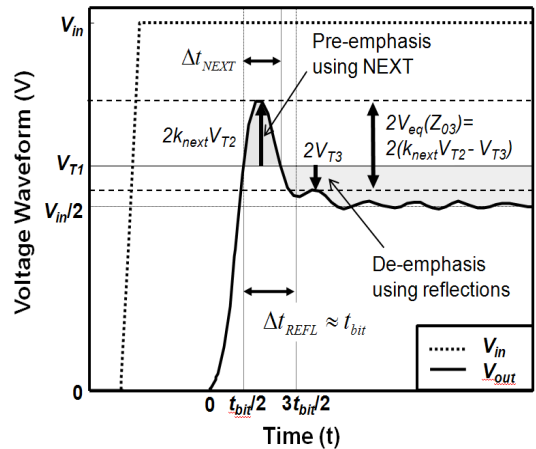 V_in
Δt_NEXT
Pre-emphasis
using NEXT
2k_next V_T2
2V_T3
2V_eq(Z_03)=
2(k_next V_T2 - V_T3)
V_T1
V_in/2
De-emphasis
using reflections
Δt_REFL ≈ t_bit
V_in
V_out
0
0 t_bit/2 3t_bit/2
Time (t)
Voltage Waveform (V)